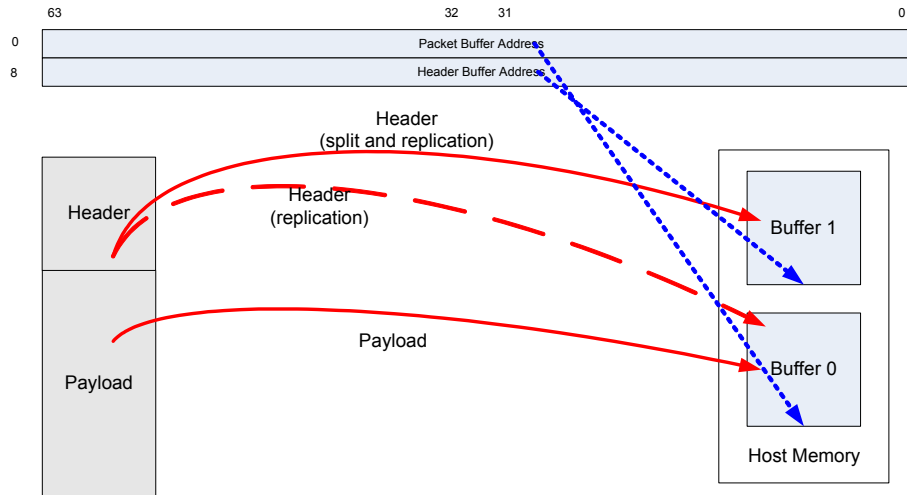 63 32 31 0
0 Packet Buffer Address
8 Header Buffer Address
Header
(split and replication)
Header
Header
(replication)
Buffer 1
Payload
Payload
Buffer 0
Host Memory